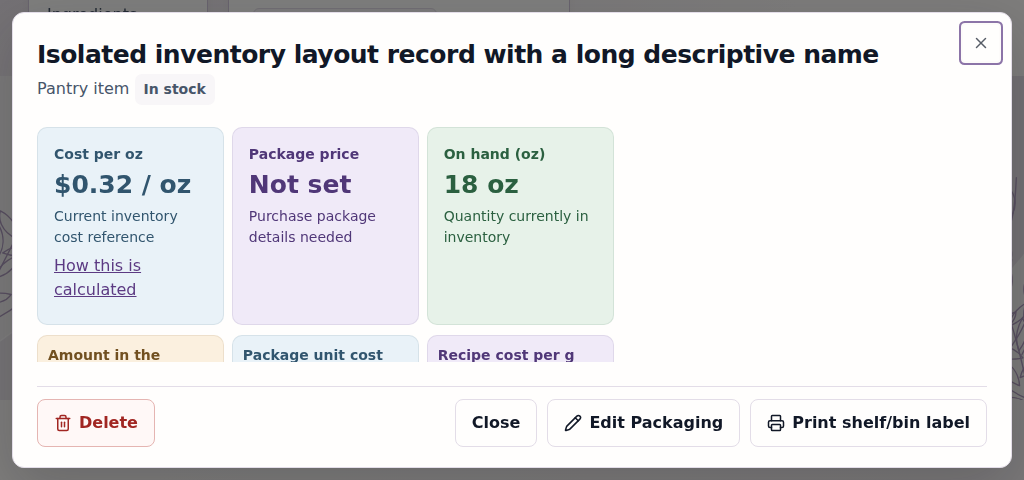 Ingredients
Isolated inventory layout record with a long descriptive name
Pantry item In stock
Cost per oz
$0.32 / oz
Current inventory
cost reference
How this is
calculated
Package price
Not set
Purchase package
details needed
On hand (oz)
18 oz
Quantity currently in
inventory
Amount in the
Package unit cost
Recipe cost per g
Delete
Close
Edit Packaging
Print shelf/bin label